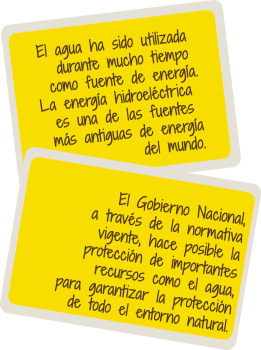 El agua ha sido utilizada
durante mucho tiempo
como fuente de energía.
La energía hidroeléctrica
es una de las fuentes
más antiguas de energía
del mundo.
El Gobierno Nacional,
a través de la normativa
vigente, hace posible la
protección de importantes
recursos como el agua,
para garantizar la protección
de todo el entorno natural.